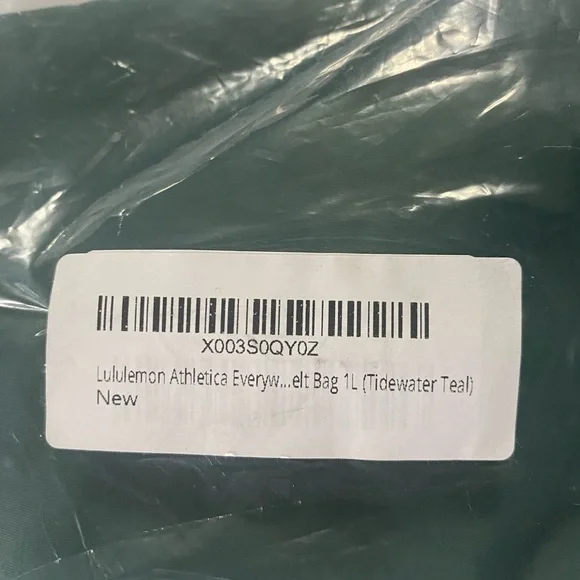 X003S0QY0Z
Lululemon Athletica Everyw...elt Bag 1L (Tidewater Teal)
New